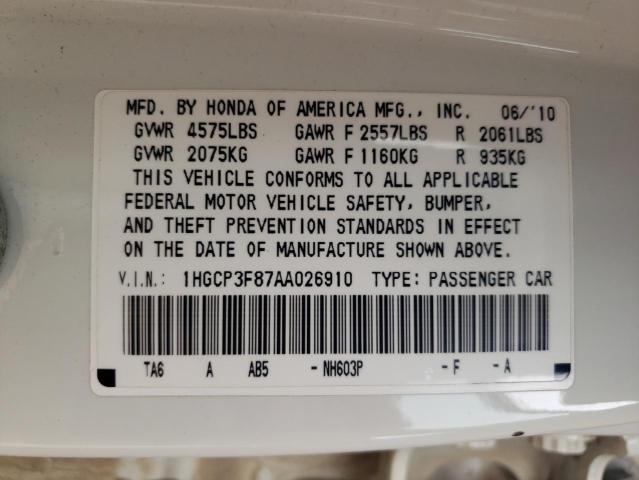 MFD. BY HONDA OF AMERICA MFG., INC. 06/'10
GVWR 4575LBS GAWR F 2557LBS R 2061LBS
GVWR 2075KG GAWR F 1160KG R 935KG
THIS VEHICLE CONFORMS TO ALL APPLICABLE
FEDERAL MOTOR VEHICLE SAFETY, BUMPER,
AND THEFT PREVENTION STANDARDS IN EFFECT
ON THE DATE OF MANUFACTURE SHOWN ABOVE.
V.I.N.: 1HGCP3F87AA026910 TYPE: PASSENGER CAR
TA6 A AB5 - NH603P - F - A